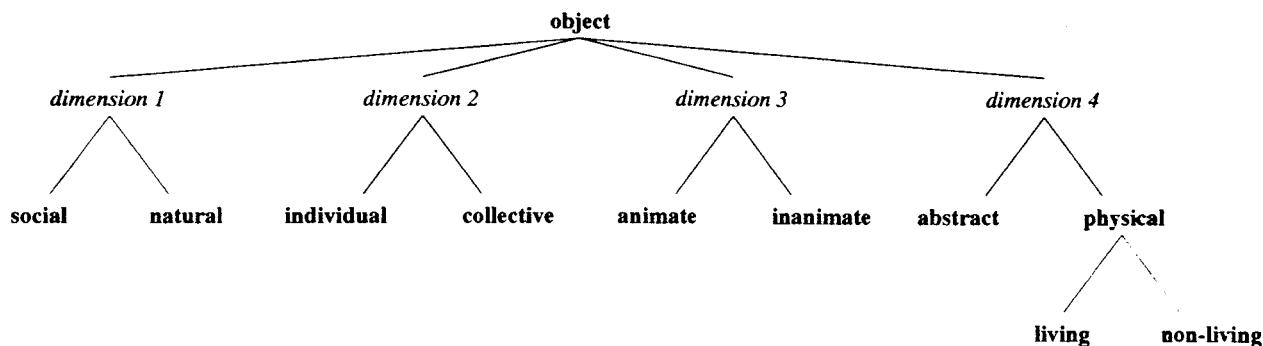 object
dimension 1 dimension 2 dimension 3 dimension 4
social natural individual collective animate inanimate abstract physical
living non-living